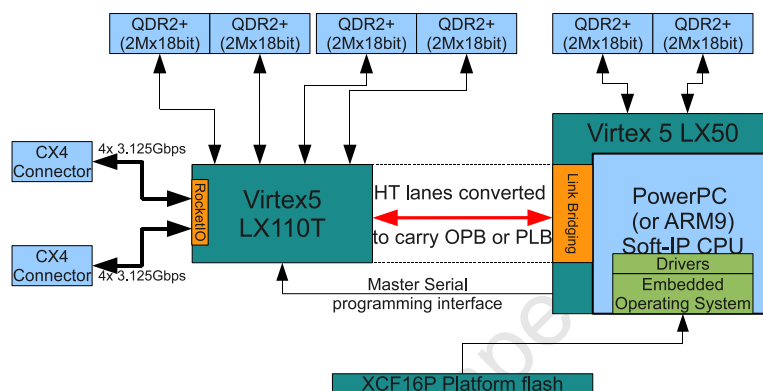 QDR2+ QDR2+ QDR2+ QDR2+ QDR2+ QDR2+
(2Mx18bit) (2Mx18bit) (2Mx18bit) (2Mx18bit) (2Mx18bit) (2Mx18bit)
CX4
Connector
4x 3.125Gbps
RocketIO
Virtex5
LX110T
CX4
Connector
4x 3.125Gbps
HT lanes converted
to carry OPB or PLB
Master Serial
programming interface
Virtex 5 LX50
Link Bridging
PowerPC
(or ARM9)
Soft-IP CPU
Drivers
Embedded
Operating System
XCF16P Platform flash